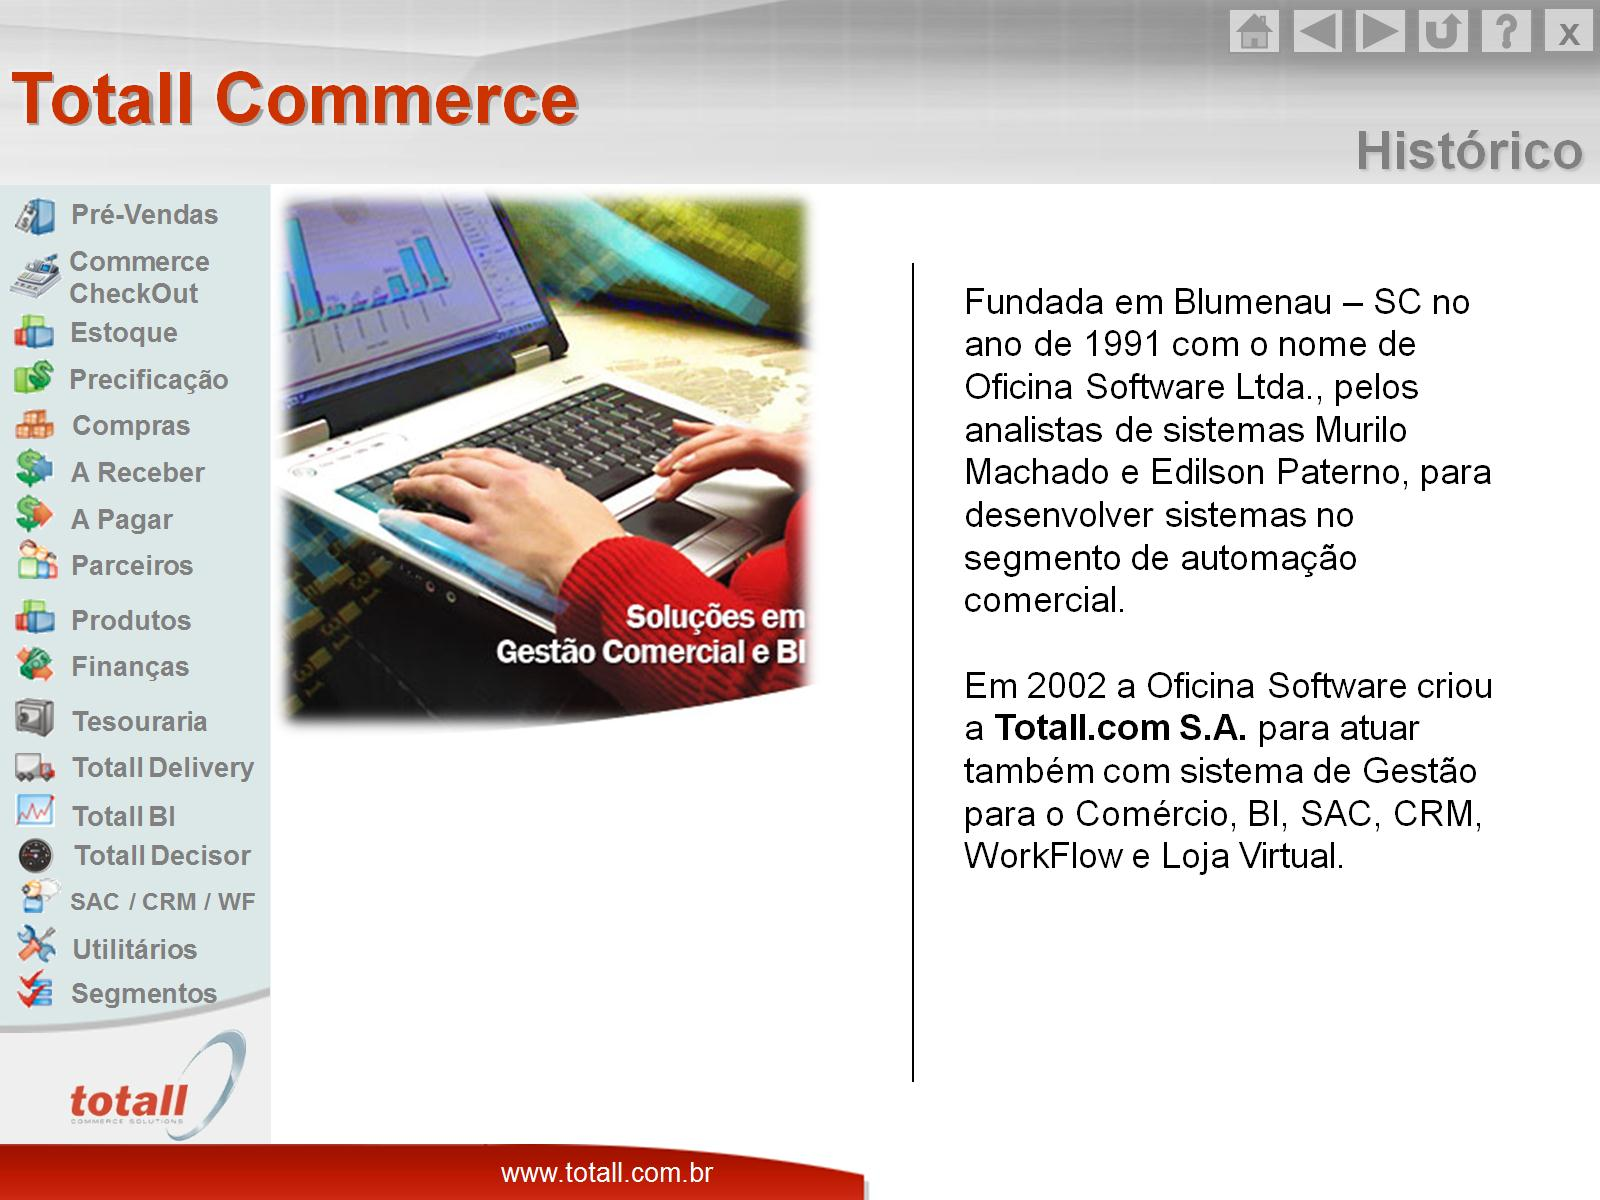 x
Totall Commerce
Histórico
Pré-Vendas
Commerce
CheckOut
Estoque
Precificação
Compras
A Receber
A Pagar
Parceiros
Produtos
Finanças
Tesouraria
Totall Delivery
Totall BI
Totall Decisor
SAC / CRM / WF
Utilitários
Segmentos
totall
COMMERCE SOLUTIONS
Soluções em
Gestão Comercial e BI
Fundada em Blumenau – SC no
ano de 1991 com o nome de
Oficina Software Ltda., pelos
analistas de sistemas Murilo
Machado e Edilson Paterno, para
desenvolver sistemas no
segmento de automação
comercial.
Em 2002 a Oficina Software criou
a Totall.com S.A. para atuar
também com sistema de Gestão
para o Comércio, BI, SAC, CRM,
WorkFlow e Loja Virtual.
www.totall.com.br